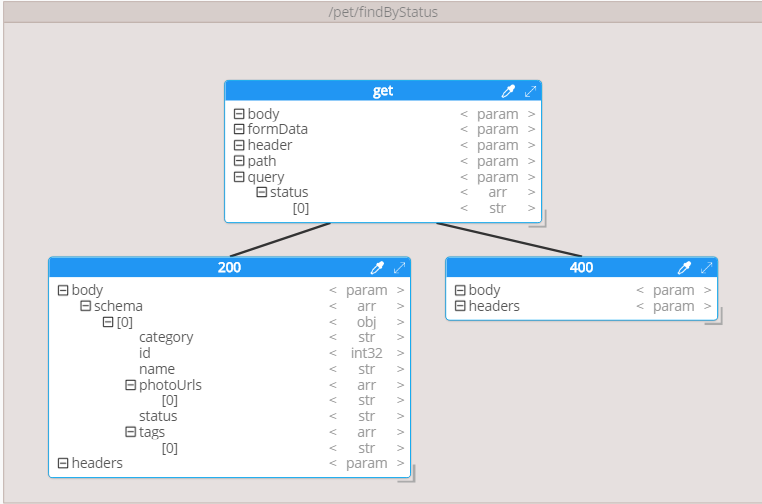 /pet/findByStatus
get
body < param >
formData < param >
header < param >
path < param >
query < param >
status < arr >
[0] < str >
200
body < param >
schema < arr >
[0] < obj >
category < str >
id < int32 >
name < str >
photoUrls < arr >
[0] < str >
status < str >
tags < arr >
[0] < str >
headers < param >
400
body < param >
headers < param >